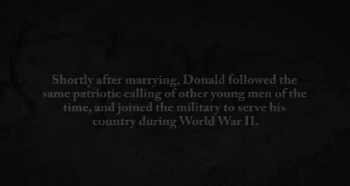 Shortly after marrying, Donald followed the
same patriotic calling of other young men of the
time, and joined the military to serve his
country during World War II.